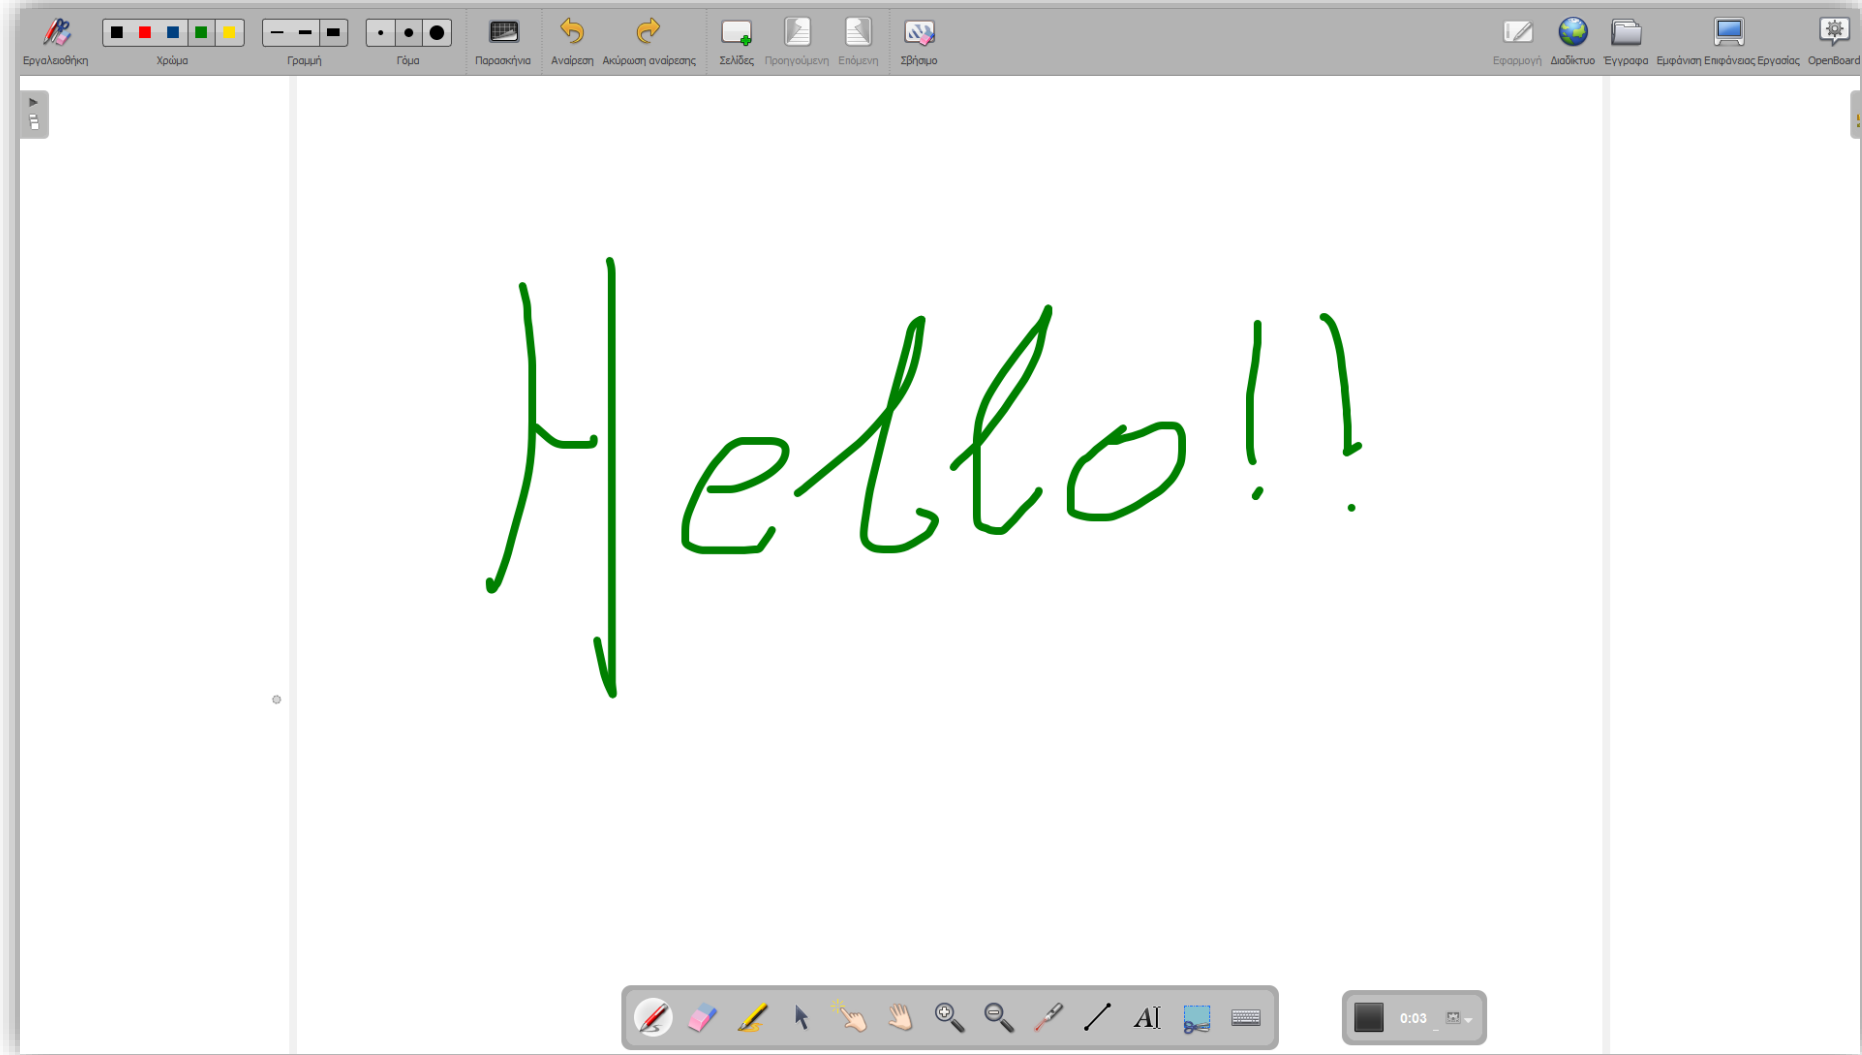 Εργαλειοθήκη Χρώμα Γραμμή Γόμα Παρασκήνια Αναίρεση Ακύρωση αναίρεσης Σελίδες Προηγούμενη Επόμενη Σβήσιμο Εφαρμογή Διαδίκτυο Έγγραφα Εμφάνιση Επιφάνειας Εργασίας OpenBoard
Hello!!
AI 0:03